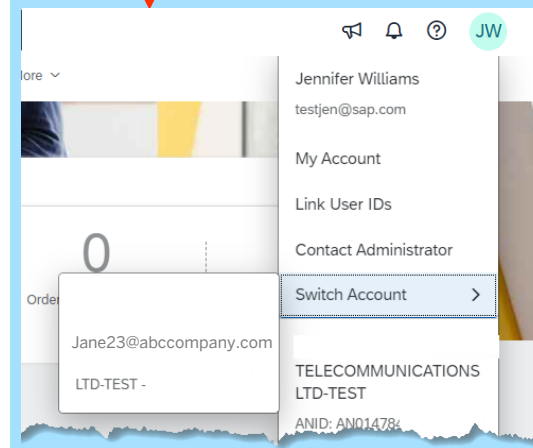 JW
lore
Jennifer Williams
testjen@sap.com
My Account
Link User IDs
0
Contact Administrator
Order
Switch Account
Jane23@abccompany.com
LTD-TEST -
TELECOMMUNICATIONS
LTD-TEST
ANID: AN01478